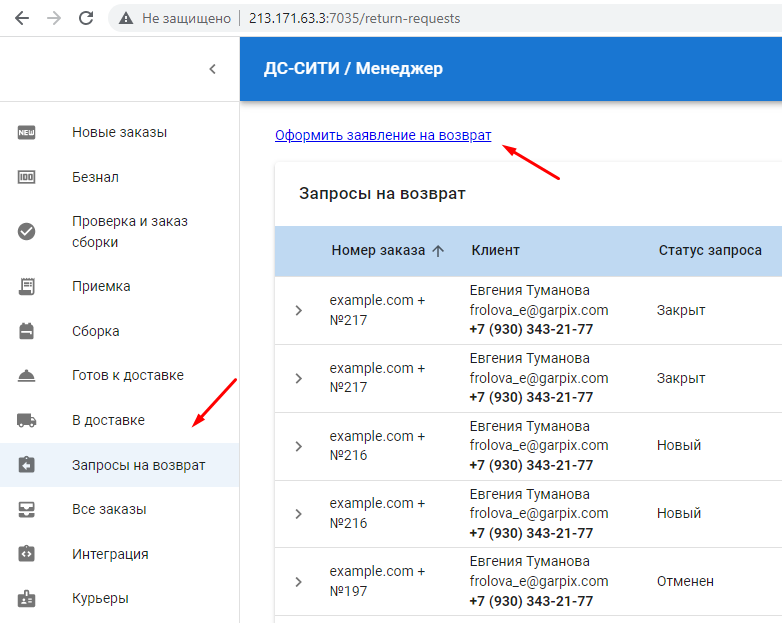 Не защищено 213.171.63.3:7035/return-requests
ДС-СИТИ / Менеджер
NEW Новые заказы
100 Безнал
Проверка и заказ
сборки
Приемка
Сборка
Готов к доставке
В доставке
Запросы на возврат
Все заказы
Интеграция
Курьеры
Оформить заявление на возврат
Запросы на возврат
Номер заказа Клиент Статус запроса
example.com +
№217
Евгения Туманова
frolova_e@garpix.com
+7 (930) 343-21-77
Закрыт
example.com +
№217
Евгения Туманова
frolova_e@garpix.com
+7 (930) 343-21-77
Закрыт
example.com +
№216
Евгения Туманова
frolova_e@garpix.com
+7 (930) 343-21-77
Новый
example.com +
№216
Евгения Туманова
frolova_e@garpix.com
+7 (930) 343-21-77
Новый
example.com +
№197
Евгения Туманова
frolova_e@garpix.com
+7 (930) 343-21-77
Отменен